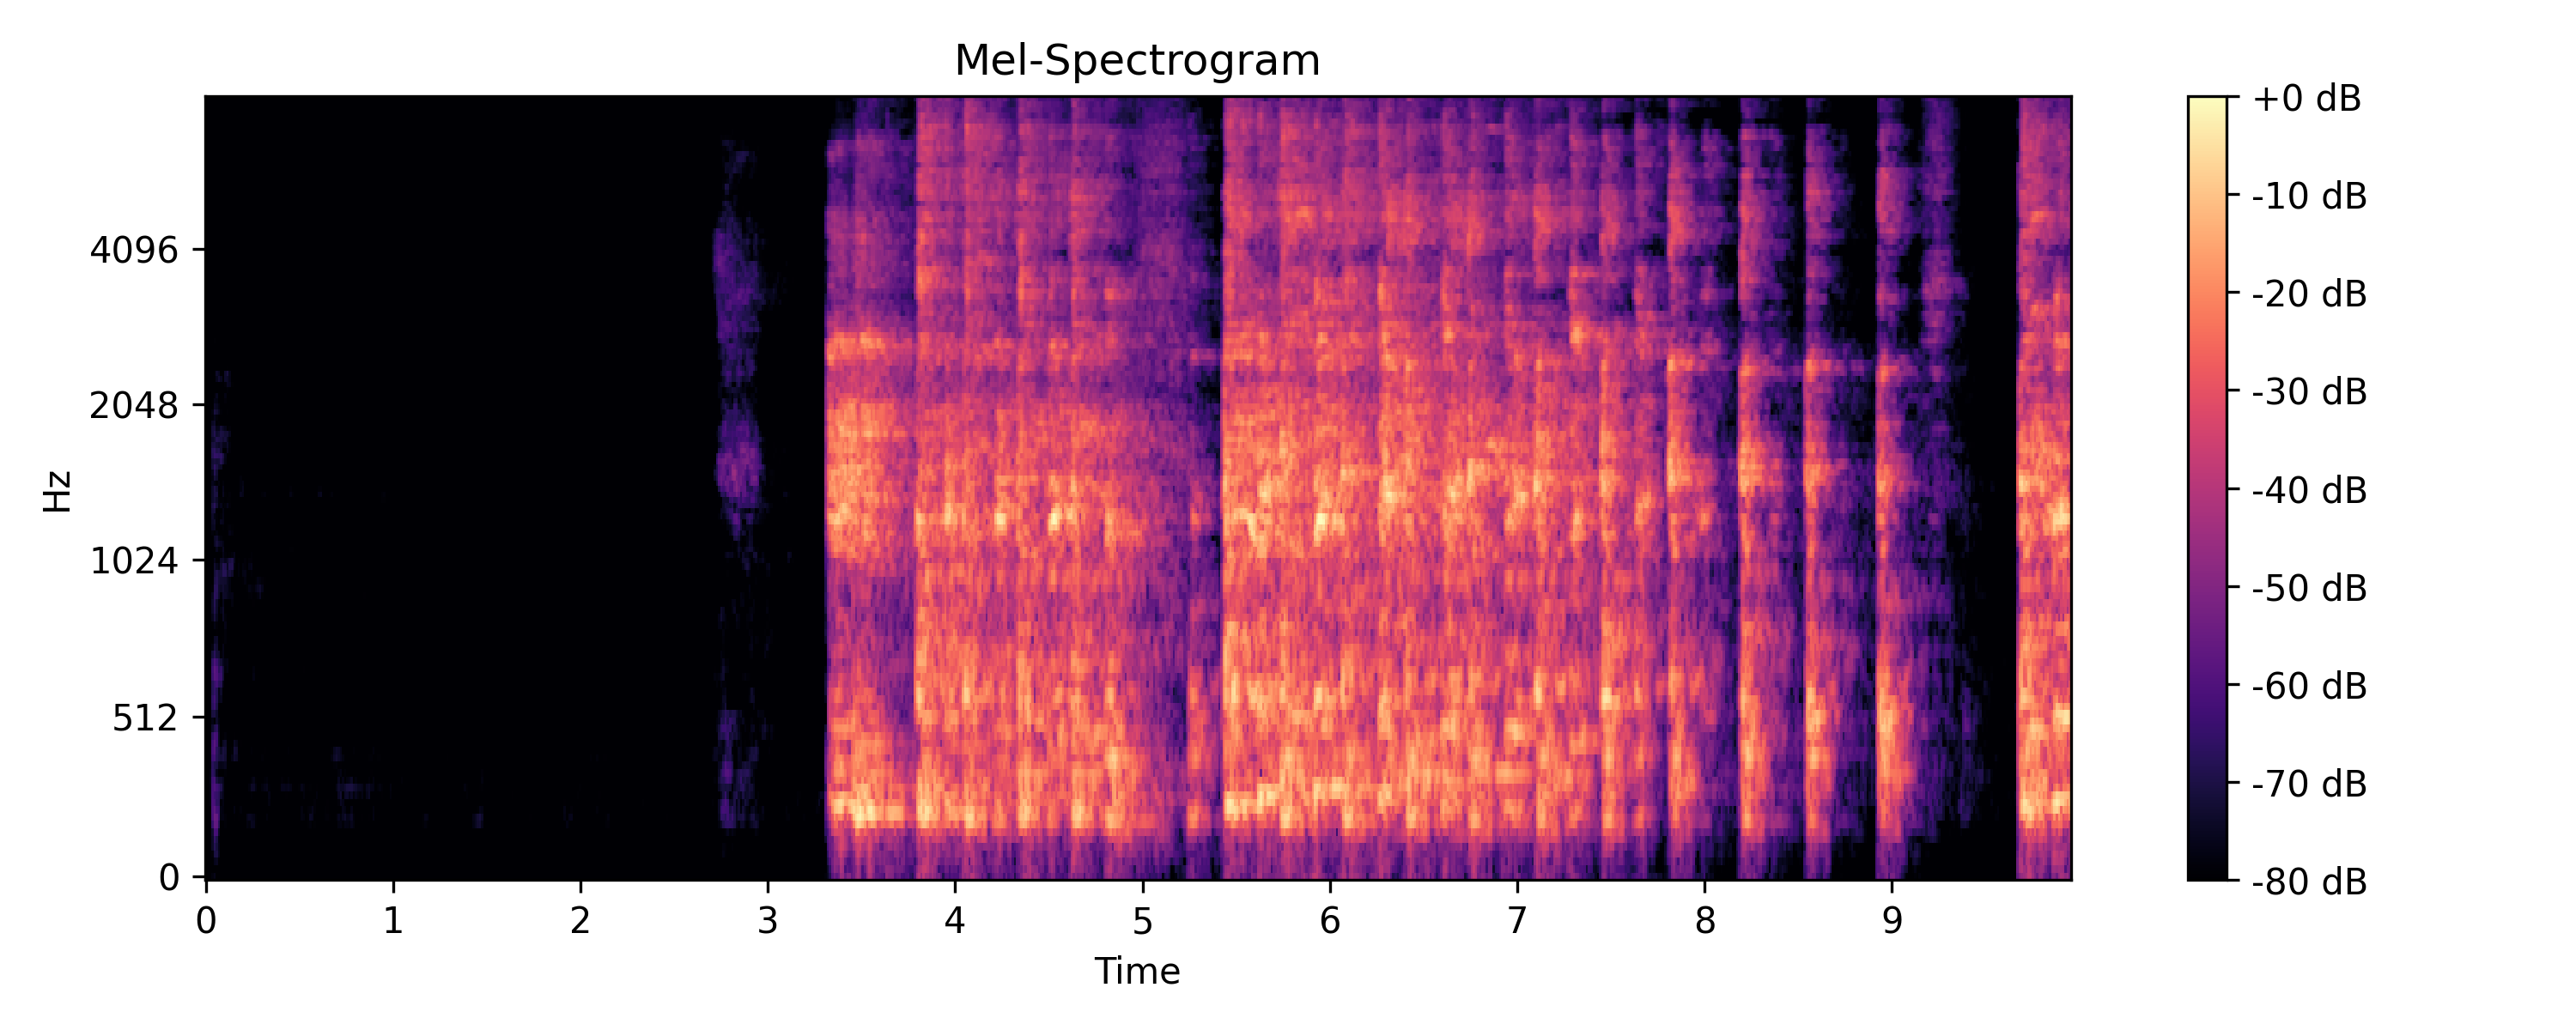 Mel-Spectrogram
+0 dB
-10 dB
-20 dB
-30 dB
-40 dB
-50 dB
-60 dB
-70 dB
-80 dB
4096
2048
1024
512
0
Hz
0 1 2 3 4 5 6 7 8 9
Time